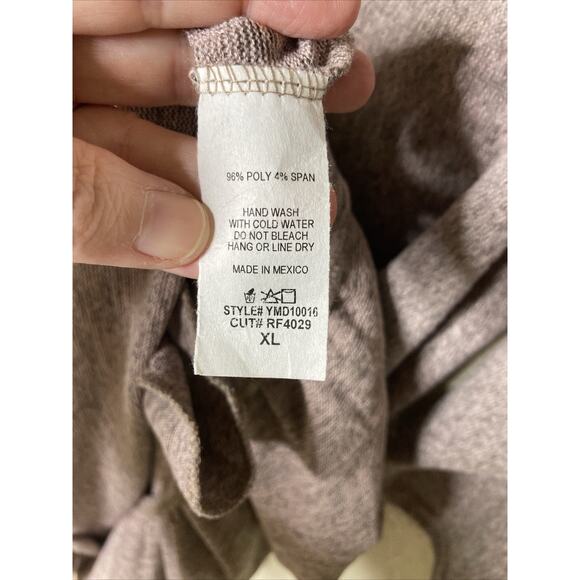 96% POLY 4% SPAN
HAND WASH
WITH COLD WATER
DO NOT BLEACH
HANG OR LINE DRY
MADE IN MEXICO
STYLE# YMD10016
CUT# RF4029
XL